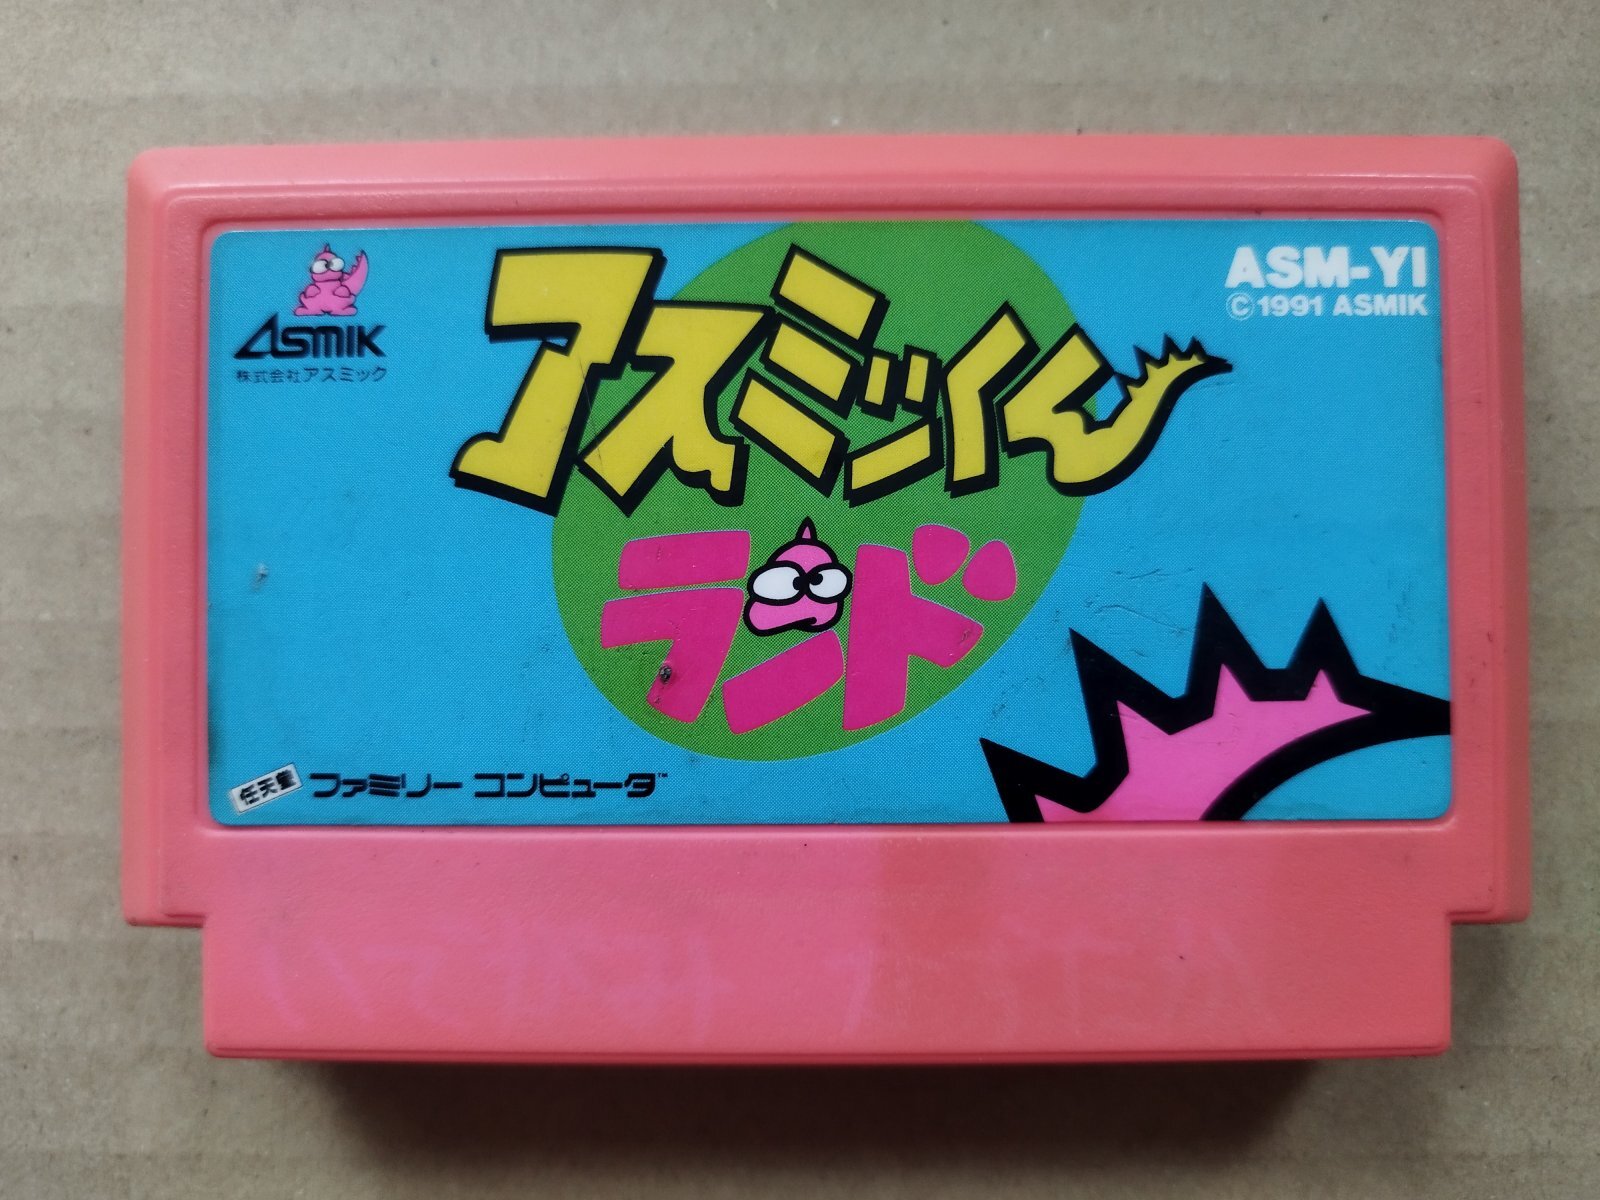 ASMIK
株式会社アスミック
アスミッくん
ランド
ASM-YI
© 1991 ASMIK
任天堂 ファミリー コンピュータ™